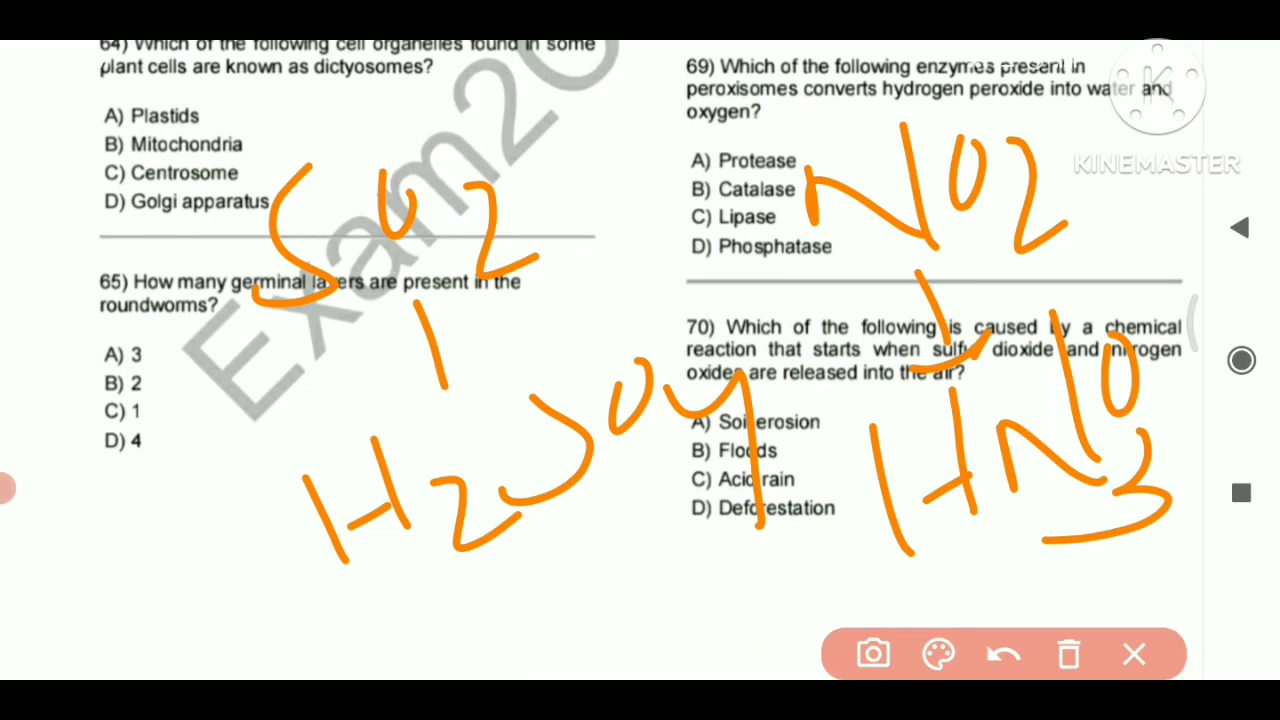 64) Which of the following cell organelles found in some
plant cells are known as dictyosomes?
A) Plastids
B) Mitochondria
C) Centrosome
D) Golgi apparatus
65) How many germinal layers are present in the
roundworms?
A) 3
B) 2
C) 1
D) 4
69) Which of the following enzymes present in
peroxisomes converts hydrogen peroxide into water and
oxygen?
A) Protease
B) Catalase
C) Lipase
D) Phosphatase
70) Which of the following is caused by a chemical
reaction that starts when sulfur dioxide and nitrogen
oxides are released into the air?
A) Soil erosion
B) Floods
C) Acid rain
D) Deforestation
SO2
H2SO4
NO2
HNO3
Exam20
K
KINEMASTER